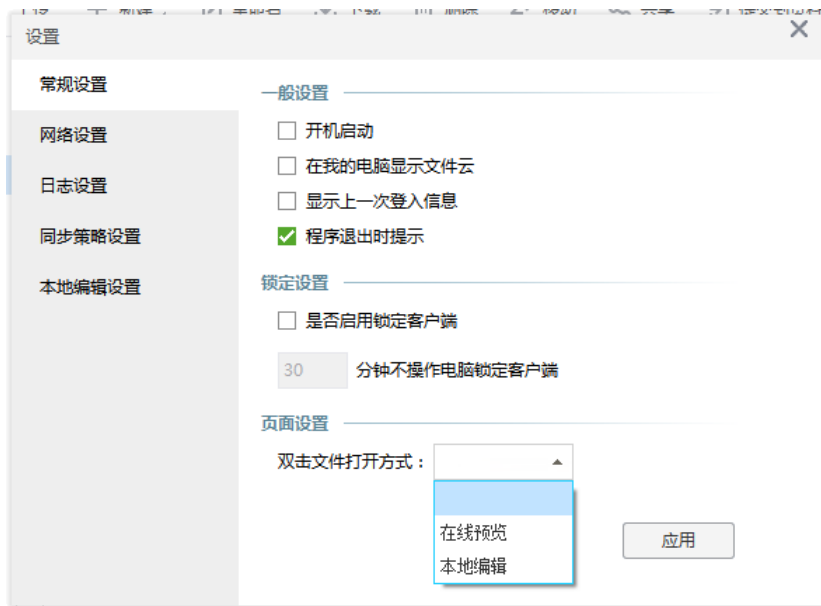 设置
常规设置
网络设置
日志设置
同步策略设置
本地编辑设置
一般设置
开机启动
在我的电脑显示文件云
显示上一次登入信息
程序退出时提示
锁定设置
是否启用锁定客户端
30 分钟不操作电脑锁定客户端
页面设置
双击文件打开方式：
在线预览
本地编辑
应用